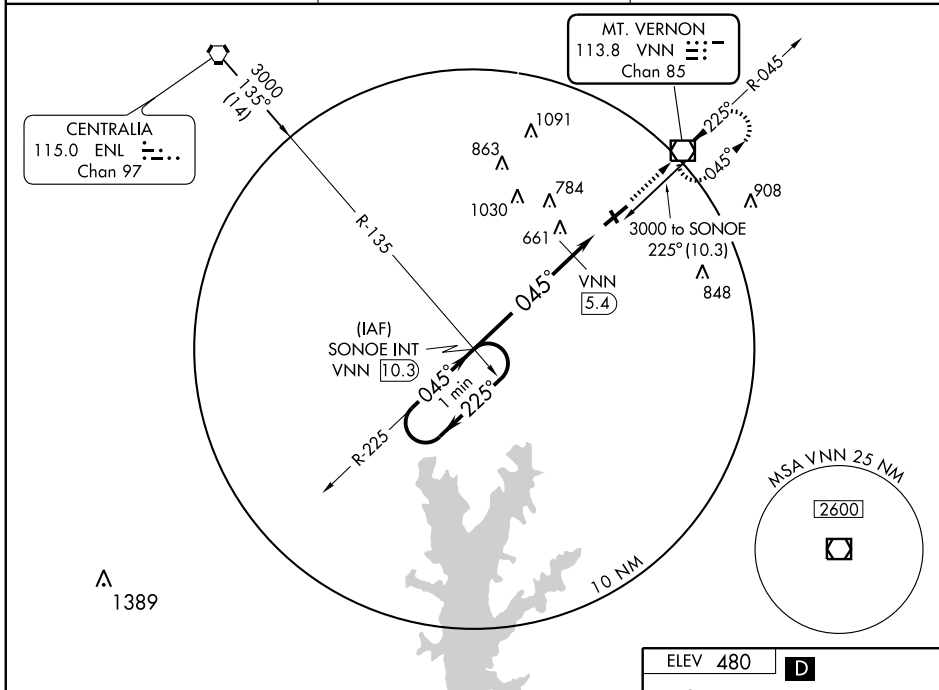 MT. VERNON
113.8 VNN
Chan 85
3000
135°
(14)
CENTRALIA
115.0 ENL
Chan 97
R-045
225°
045°
1091
863
1030
784
661
908
3000 to SONOE
225° (10.3)
848
R-135
VNN
5.4
045°
(IAF)
SONOE INT
VNN 10.3
045°
1 min
225°
R-225
MSA VNN 25 NM
2600
10 NM
1389
ELEV 480 D